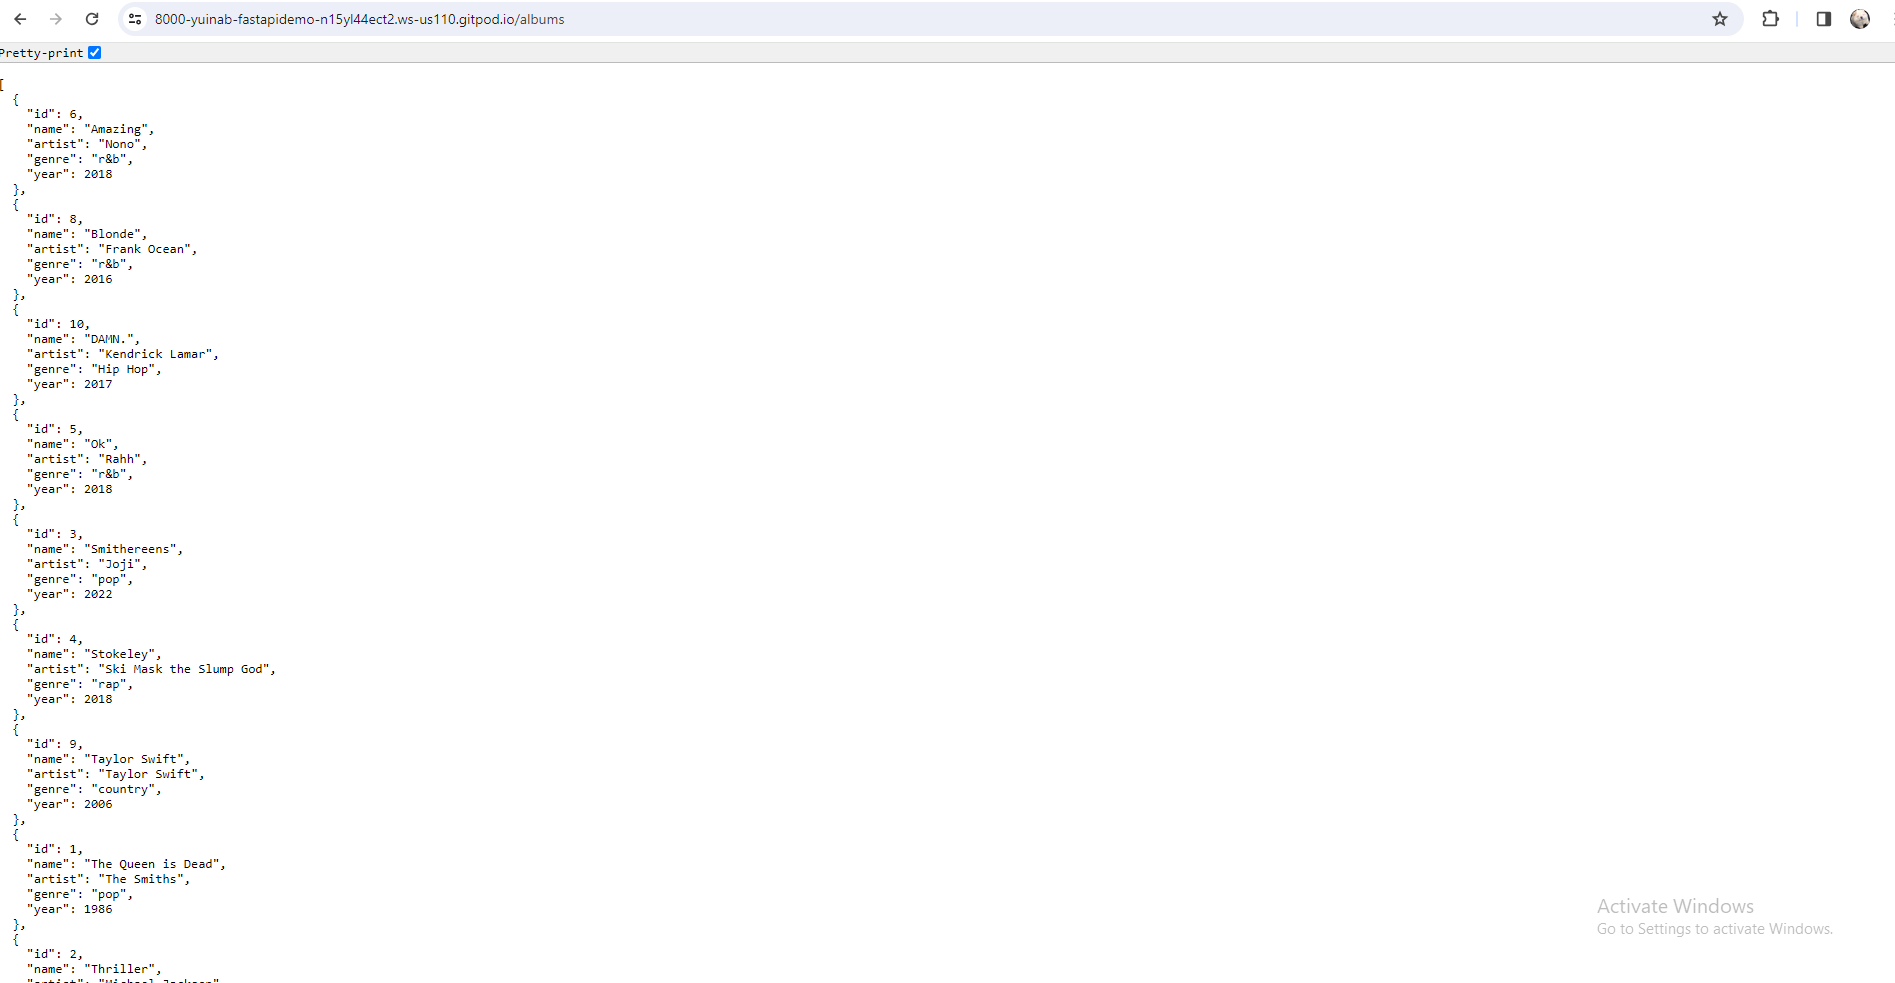 8000-yuinab-fastapidemo-n15yl44ect2.ws-us110.gitpod.io/albums
Pretty-print
[
{
"id": 6,
"name": "Amazing",
"artist": "Nono",
"genre": "r&b",
"year": 2018
},
{
"id": 8,
"name": "Blonde",
"artist": "Frank Ocean",
"genre": "r&b",
"year": 2016
},
{
"id": 10,
"name": "DAMN.",
"artist": "Kendrick Lamar",
"genre": "Hip Hop",
"year": 2017
},
{
"id": 5,
"name": "Ok",
"artist": "Rahh",
"genre": "r&b",
"year": 2018
},
{
"id": 3,
"name": "Smithereens",
"artist": "Joji",
"genre": "pop",
"year": 2022
},
{
"id": 4,
"name": "Stokeley",
"artist": "Ski Mask the Slump God",
"genre": "rap",
"year": 2018
},
{
"id": 9,
"name": "Taylor Swift",
"artist": "Taylor Swift",
"genre": "country",
"year": 2006
},
{
"id": 1,
"name": "The Queen is Dead",
"artist": "The Smiths",
"genre": "pop",
"year": 1986
},
{
"id": 2,
"name": "Thriller",
"artist": "Michael Jackson"
Activate Windows
Go to Settings to activate Windows.